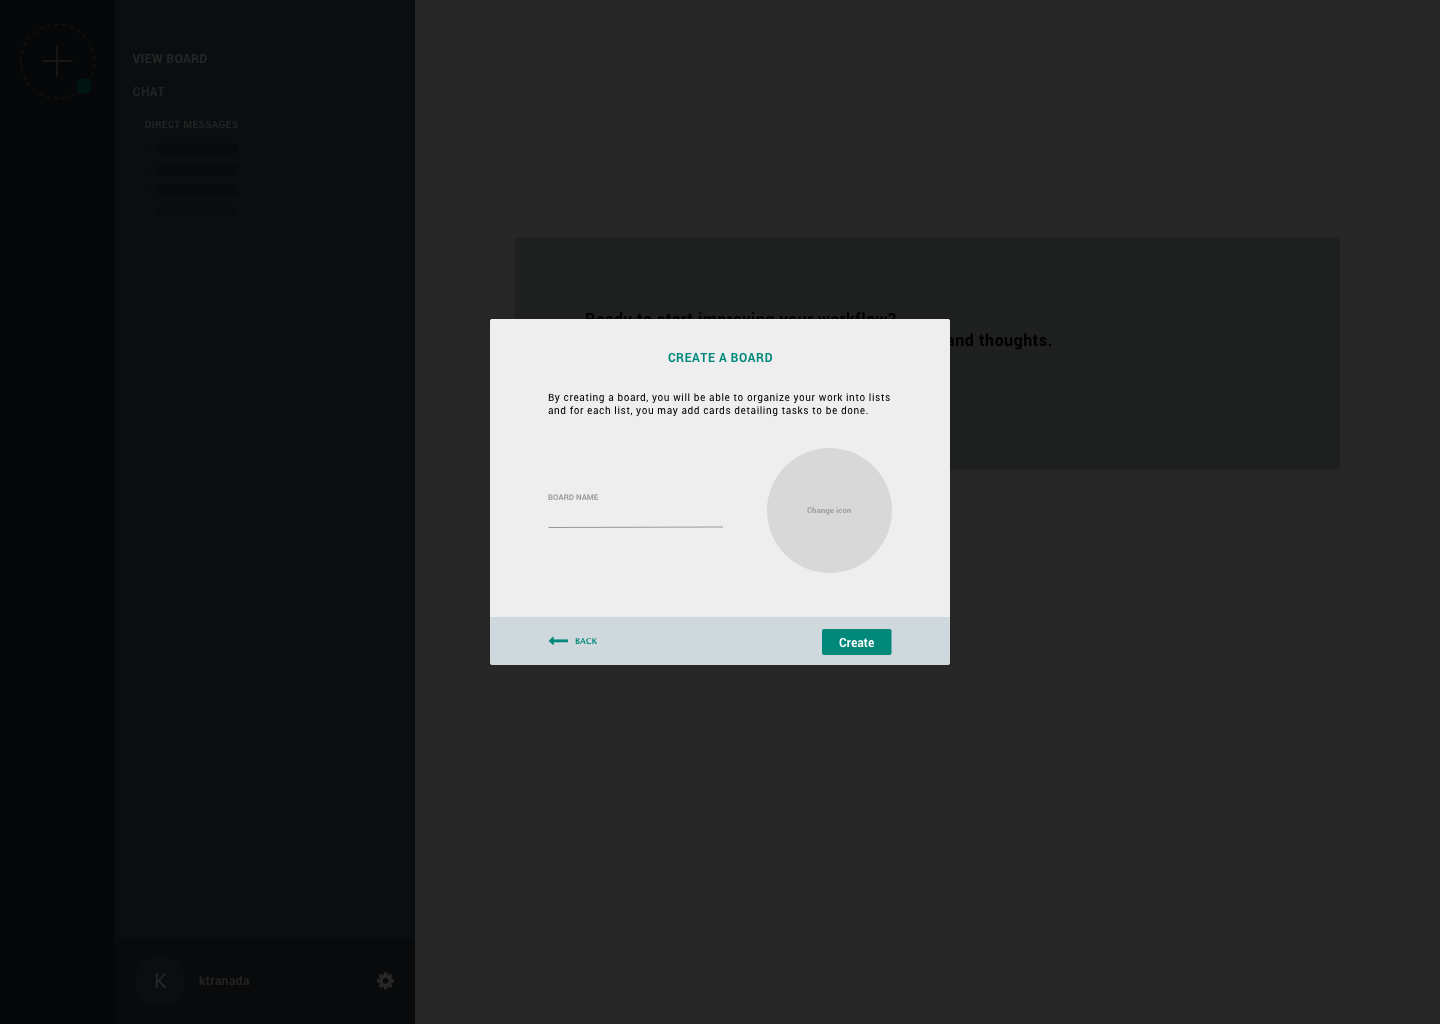 VIEW BOARD
CHAT
DIRECT MESSAGES
Ready to start improving your workflow?
and thoughts.
CREATE A BOARD
By creating a board, you will be able to organize your work into lists
and for each list, you may add cards detailing tasks to be done.
BOARD NAME
Change icon
BACK
Create
K
ktranada